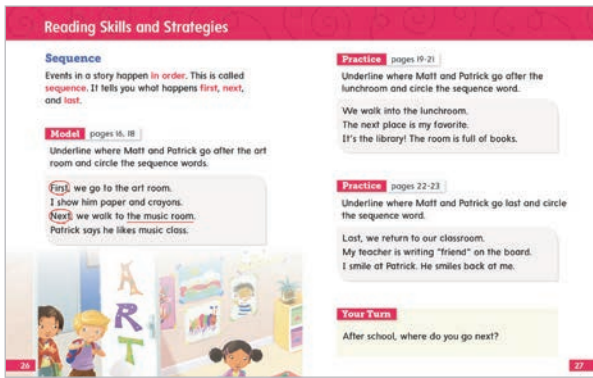 Reading Skills and Strategies
Sequence
Events in a story happen in order. This is called
sequence. It tells you what happens first, next,
and last.
Model pages 16, 18
Underline where Matt and Patrick go after the art
room and circle the sequence words.
First, we go to the art room.
I show him paper and crayons.
Next, we walk to the music room.
Patrick says he likes music class.
ART
26
Practice pages 19-21
Underline where Matt and Patrick go after the
lunchroom and circle the sequence word.
We walk into the lunchroom.
The next place is my favorite.
It's the library! The room is full of books.
Practice pages 22-23
Underline where Matt and Patrick go last and circle
the sequence word.
Last, we return to our classroom.
My teacher is writing "friend" on the board.
I smile at Patrick. He smiles back at me.
Your Turn
After school, where do you go next?
27